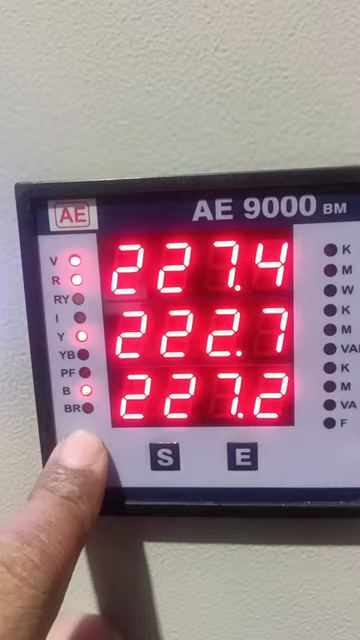 AE
AE 9000 BM
V
R
RY
I
Y
YB
PF
B
BR
227.4
222.7
227.2
K
M
W
K
M
VA
K
M
VA
F
S
E